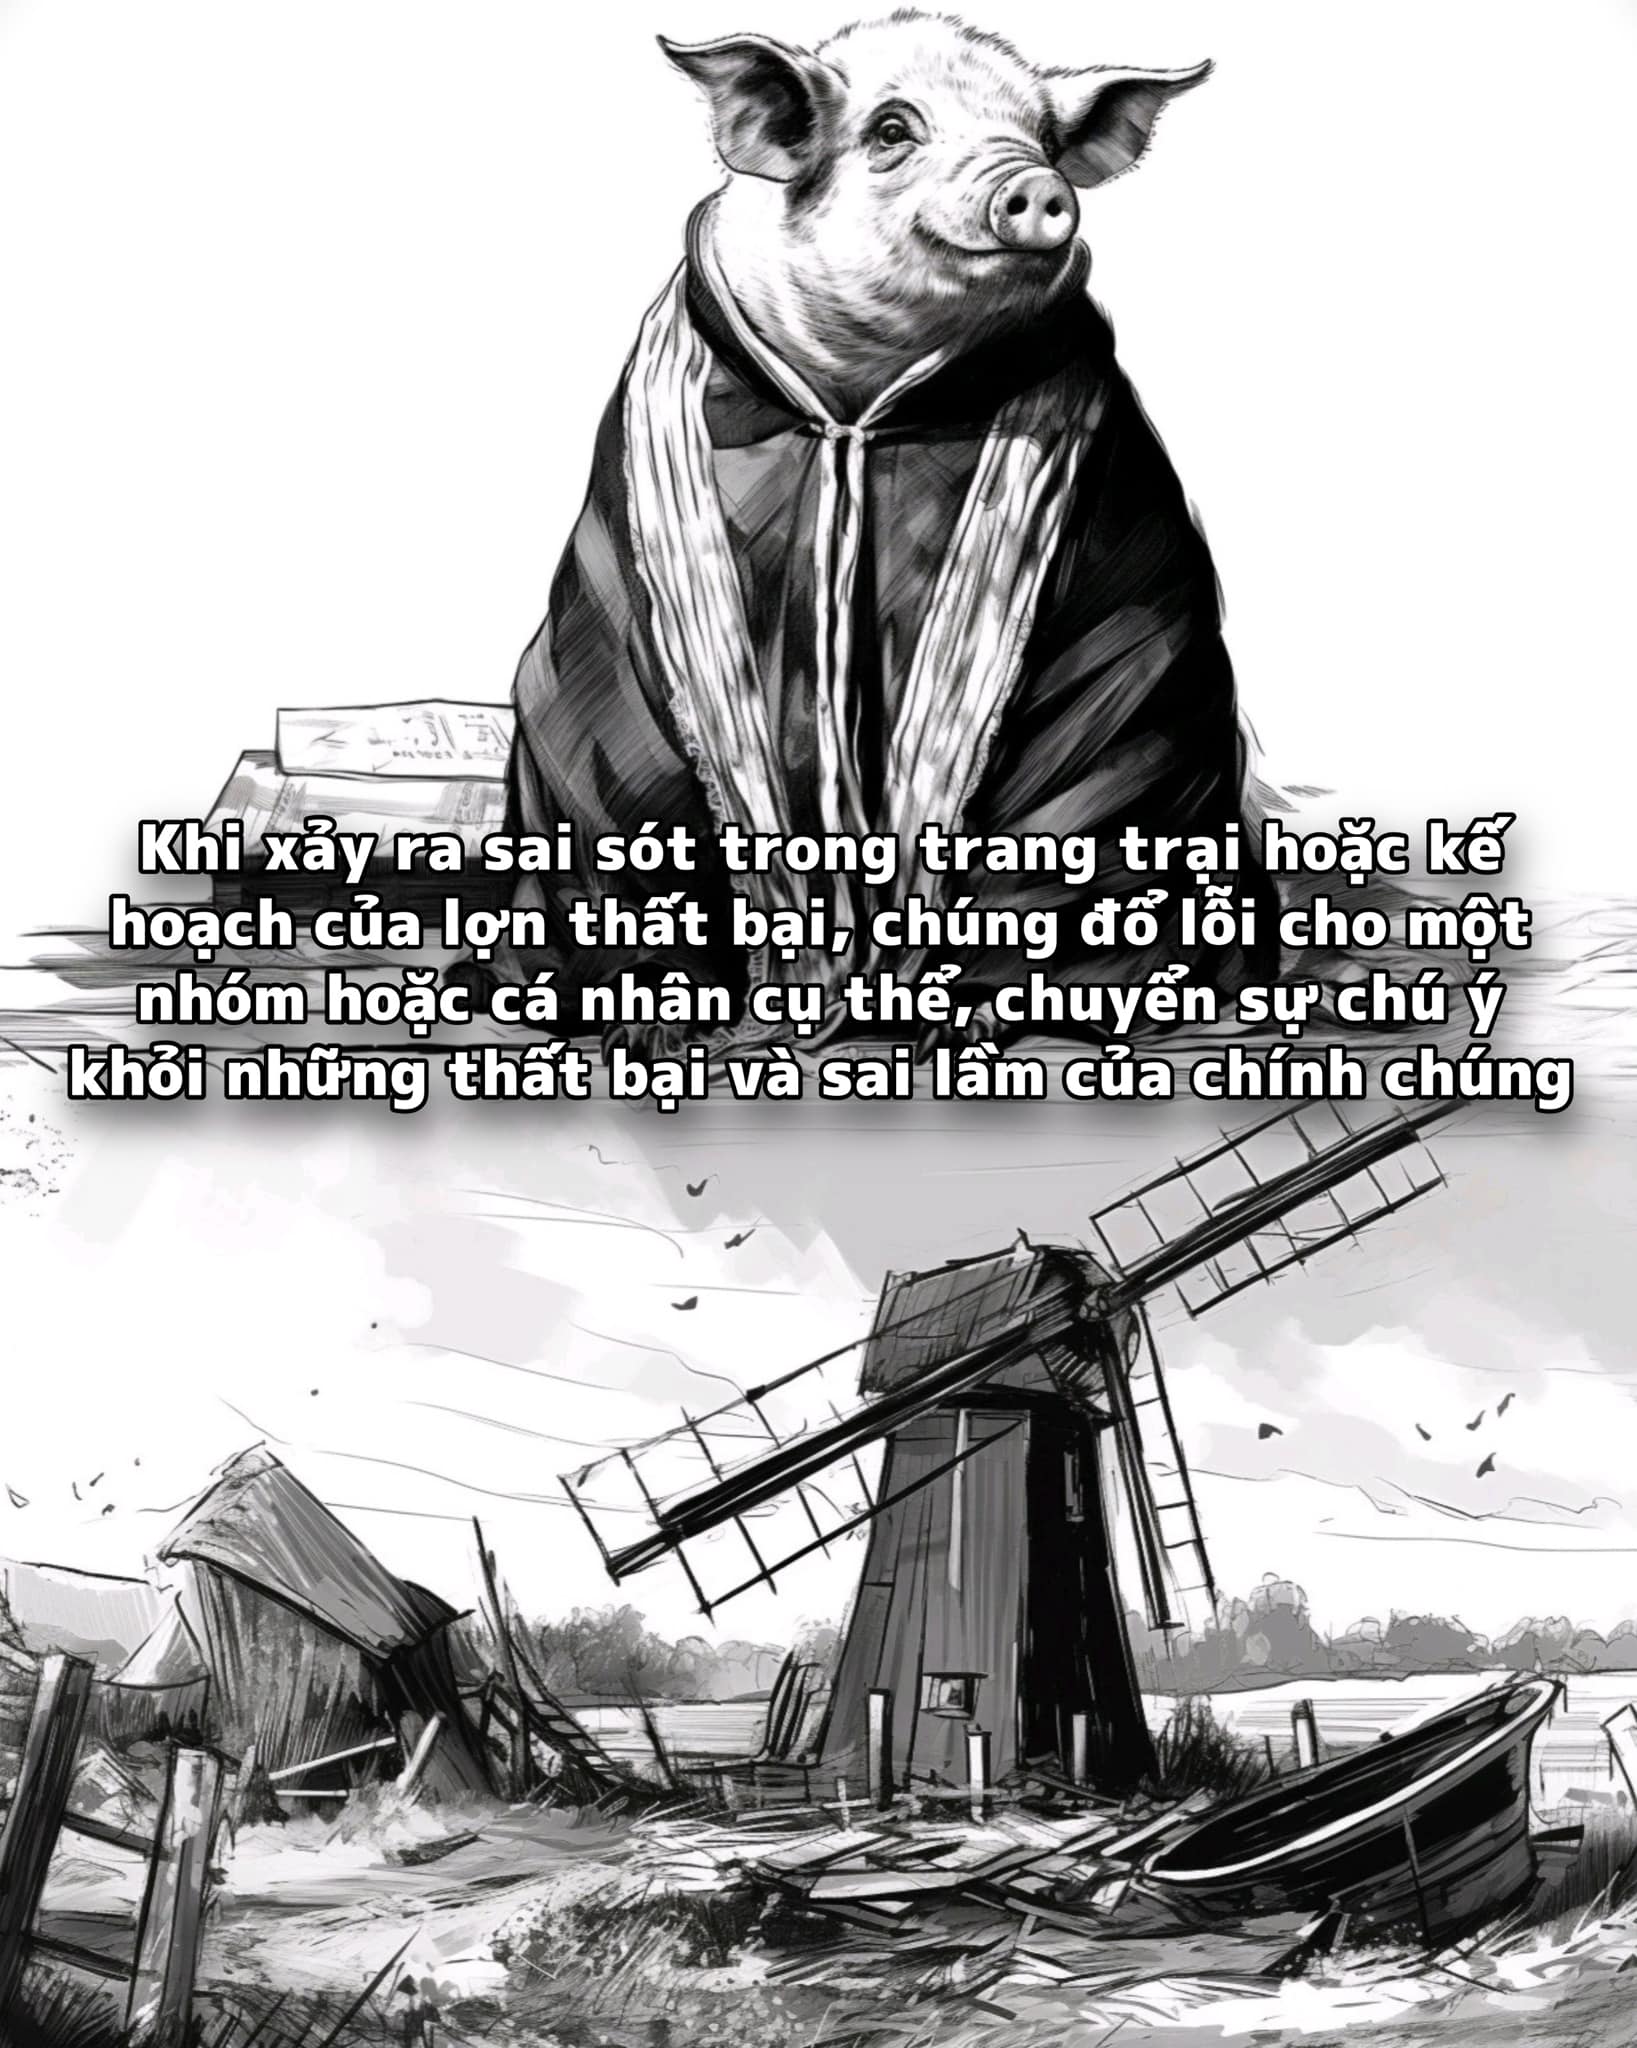 Khi xảy ra sai sót trong trang trại hoặc kế
hoạch của lợn thất bại, chúng đổ lỗi cho một
nhóm hoặc cá nhân cụ thể, chuyển sự chú ý
khỏi những thất bại và sai lầm của chính chúng